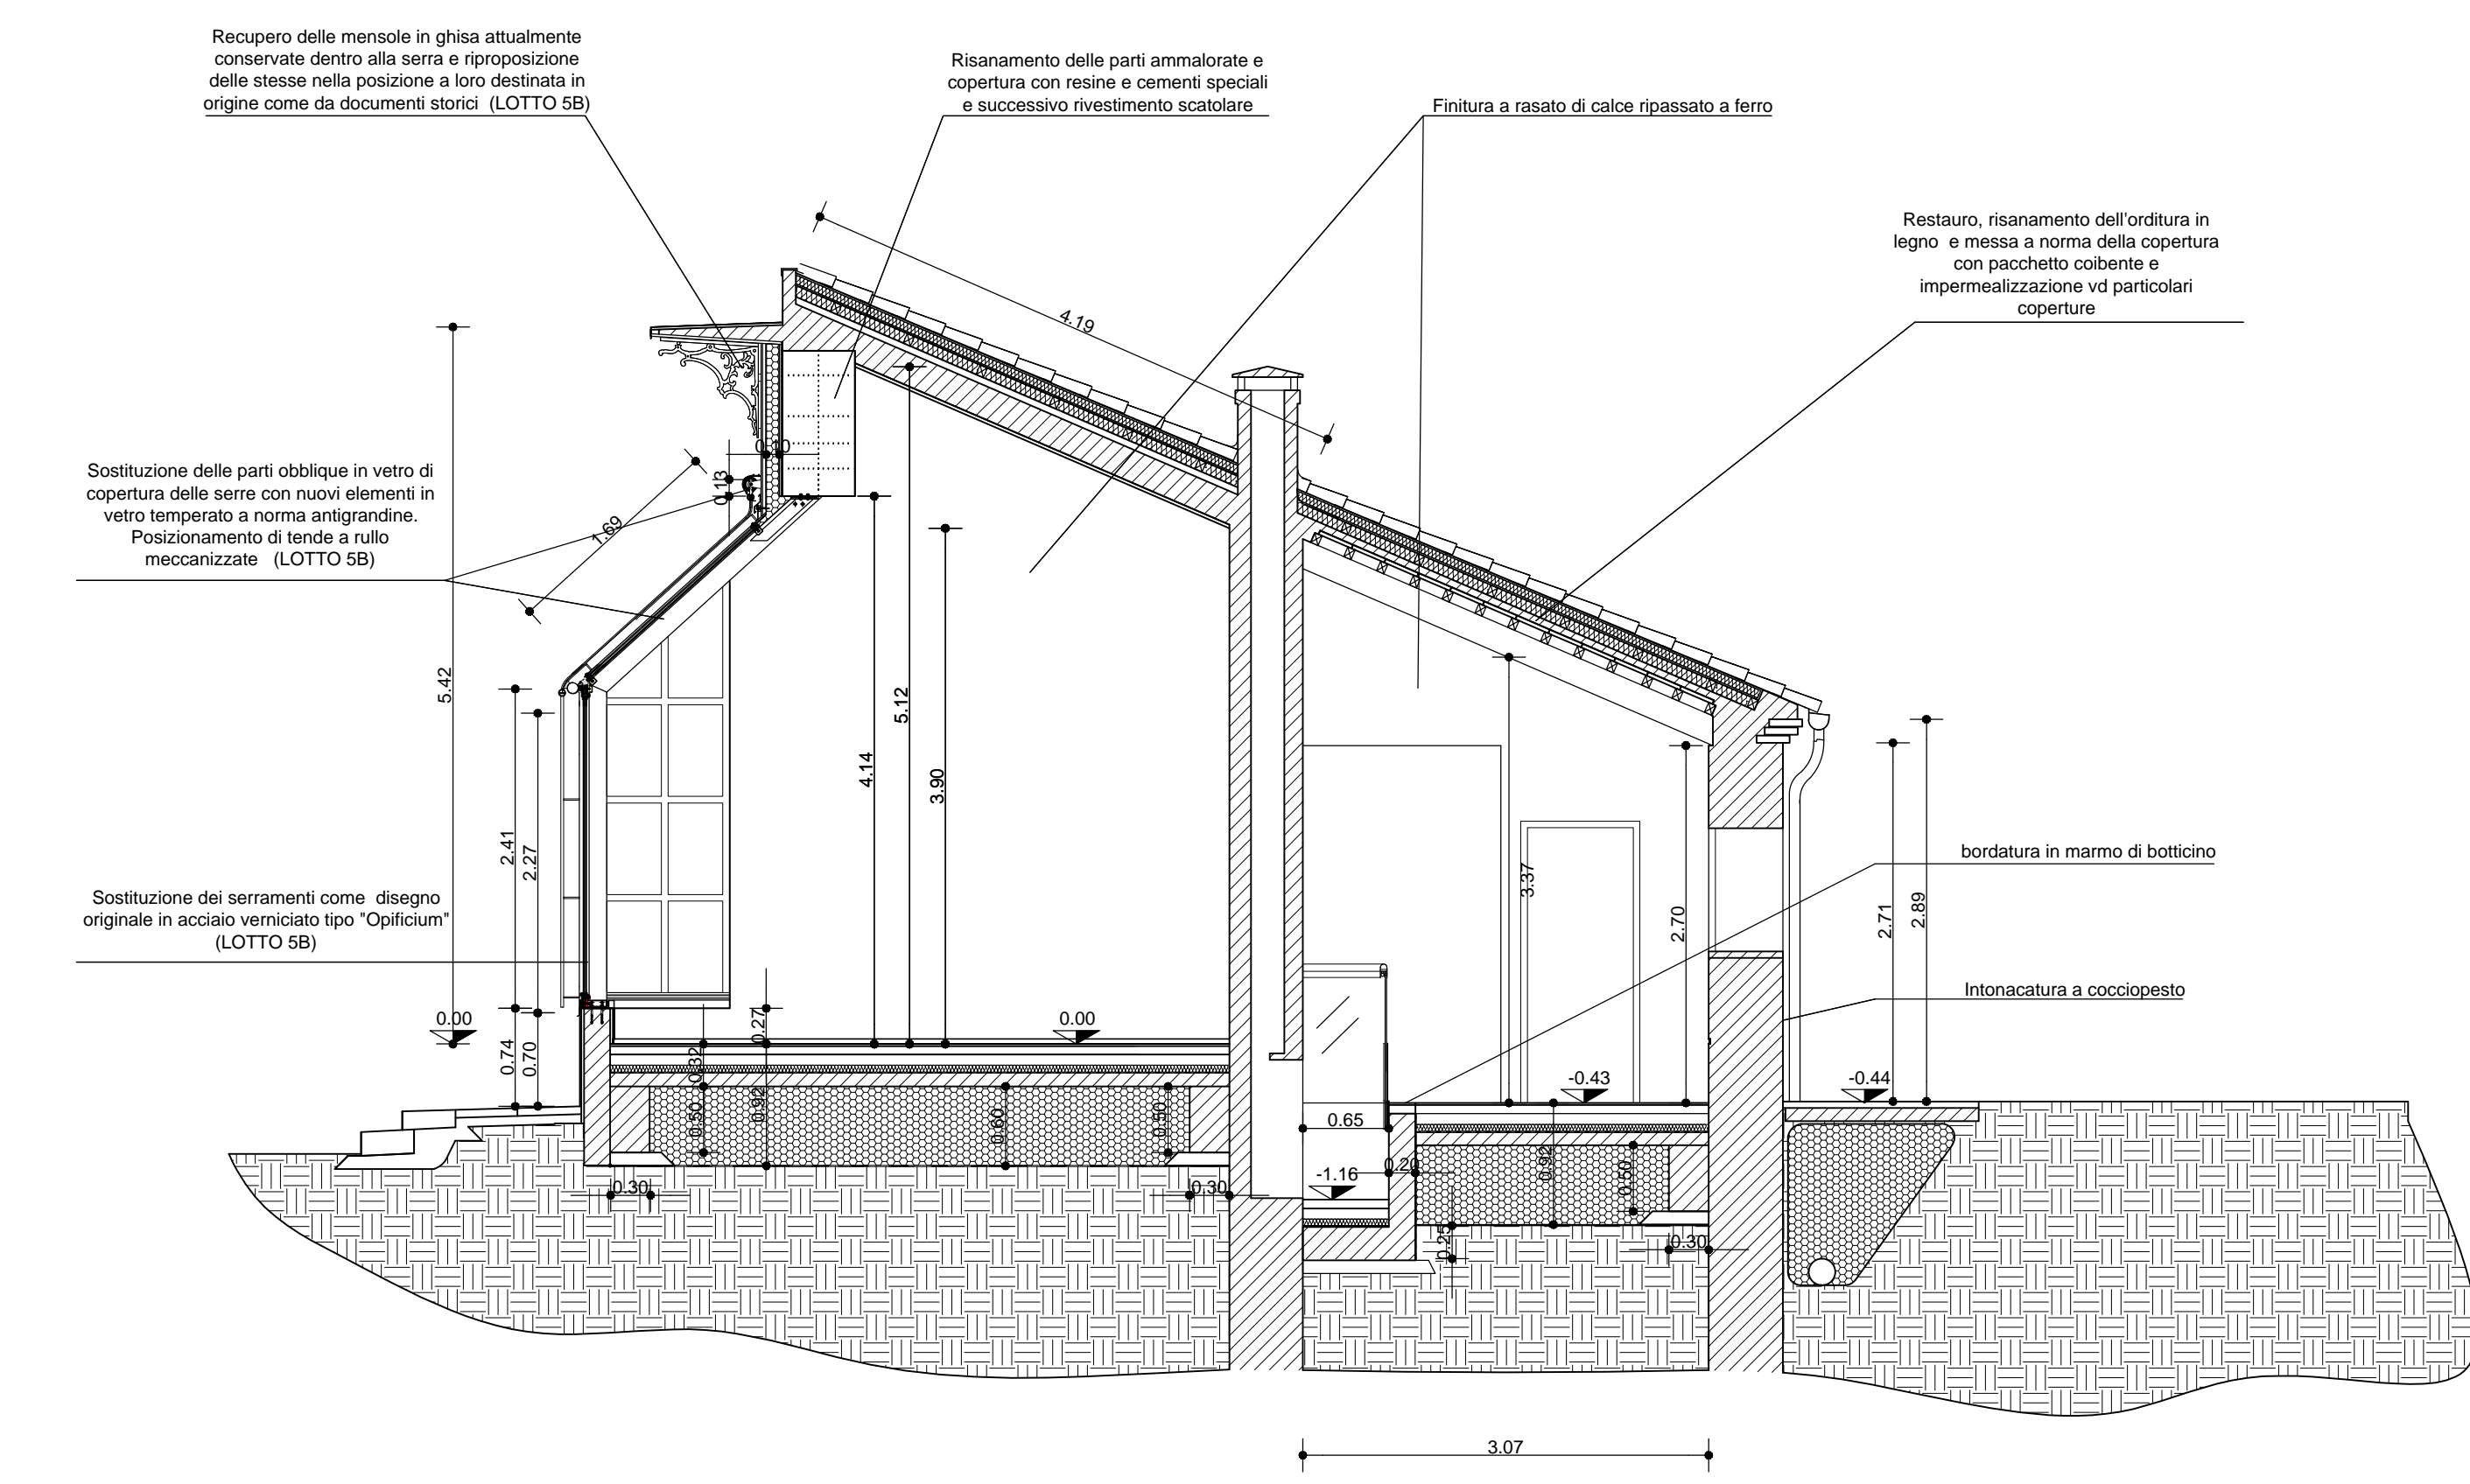 Recupero delle mensole in ghisa attualmente
conservate dentro alla serra e riproposizione
delle stesse nella posizione a loro destinata in
origine come da documenti storici (LOTTO 5B)
Risanamento delle parti ammalorate e
copertura con resine e cementi speciali
e successivo rivestimento scatolare
Finitura a rasato di calce ripassato a ferro
Restauro, risanamento dell'orditura in
legno e messa a norma della copertura
con pacchetto coibente e
impermealizzazione vd particolari
coperture
4.19
Sostituzione delle parti obblique in vetro di
copertura delle serre con nuovi elementi in
vetro temperato a norma antigrandine.
Posizionamento di tende a rullo
meccanizzate (LOTTO 5B)
0.10
0.13
1.69
5.42
5.12
4.14
3.90
2.41
2.27
3.37
2.70
2.71
2.89
bordatura in marmo di botticino
Sostituzione dei serramenti come disegno
originale in acciaio verniciato tipo "Opificium"
(LOTTO 5B)
Intonacatura a cocciopesto
0.00
0.00
0.27
0.74
0.70
0.32
0.50
0.92
0.60
0.50
-0.43
-0.44
0.65
0.20
-1.16
0.92
0.50
0.30
0.30
0.25
0.30
3.07